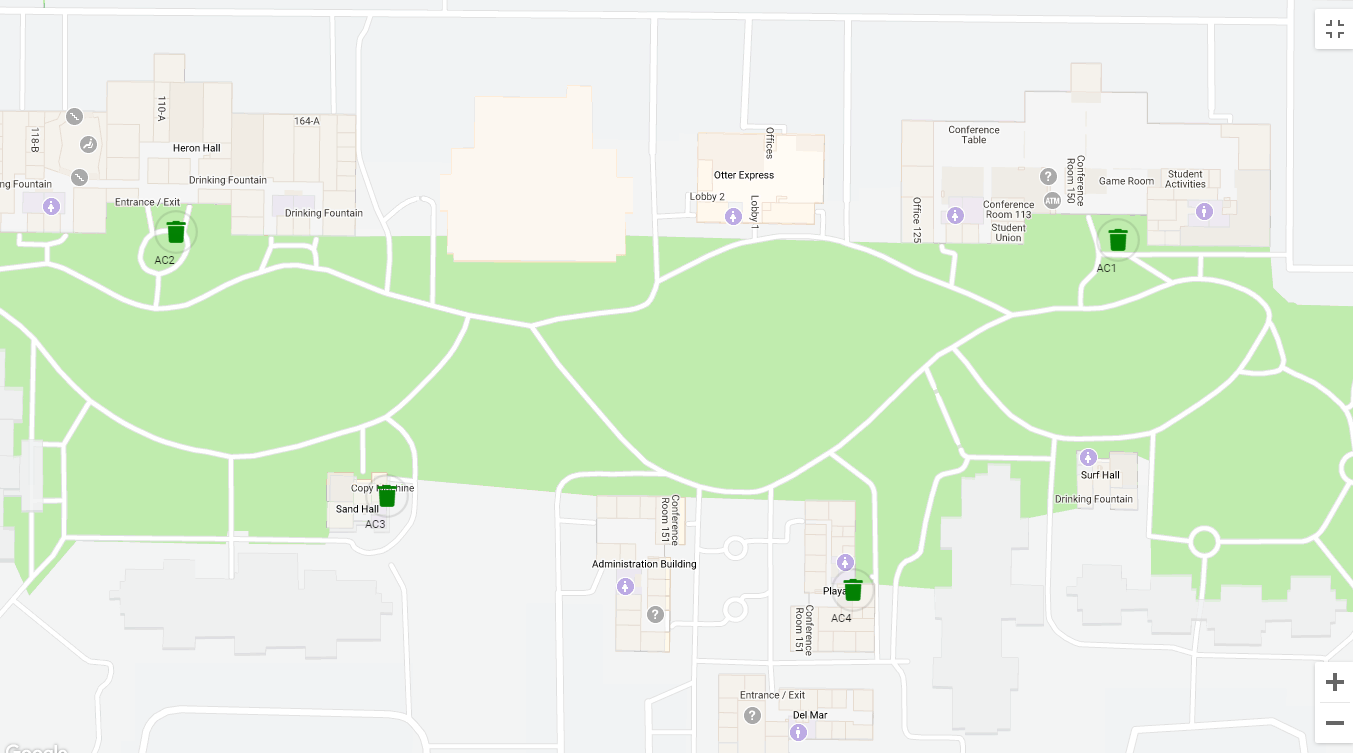 110-A
164-A
118-B
Heron Hall
Drinking Fountain
ng Fountain
Entrance / Exit
Drinking Fountain
AC2
Offices
Otter Express
Lobby 2
Lobby 1
Conference
Table
Conference
Room 150
Game Room
Student
Activities
?
ATM
Conference
Room 113
Student
Union
Office 125
AC1
Copy M
hine
Sand Hall
AC3
Conference
Room 151
Administration Building
?
Playa
AC4
Conference
Room 151
Surf Hall
Drinking Fountain
Entrance / Exit
?
Del Mar
Google